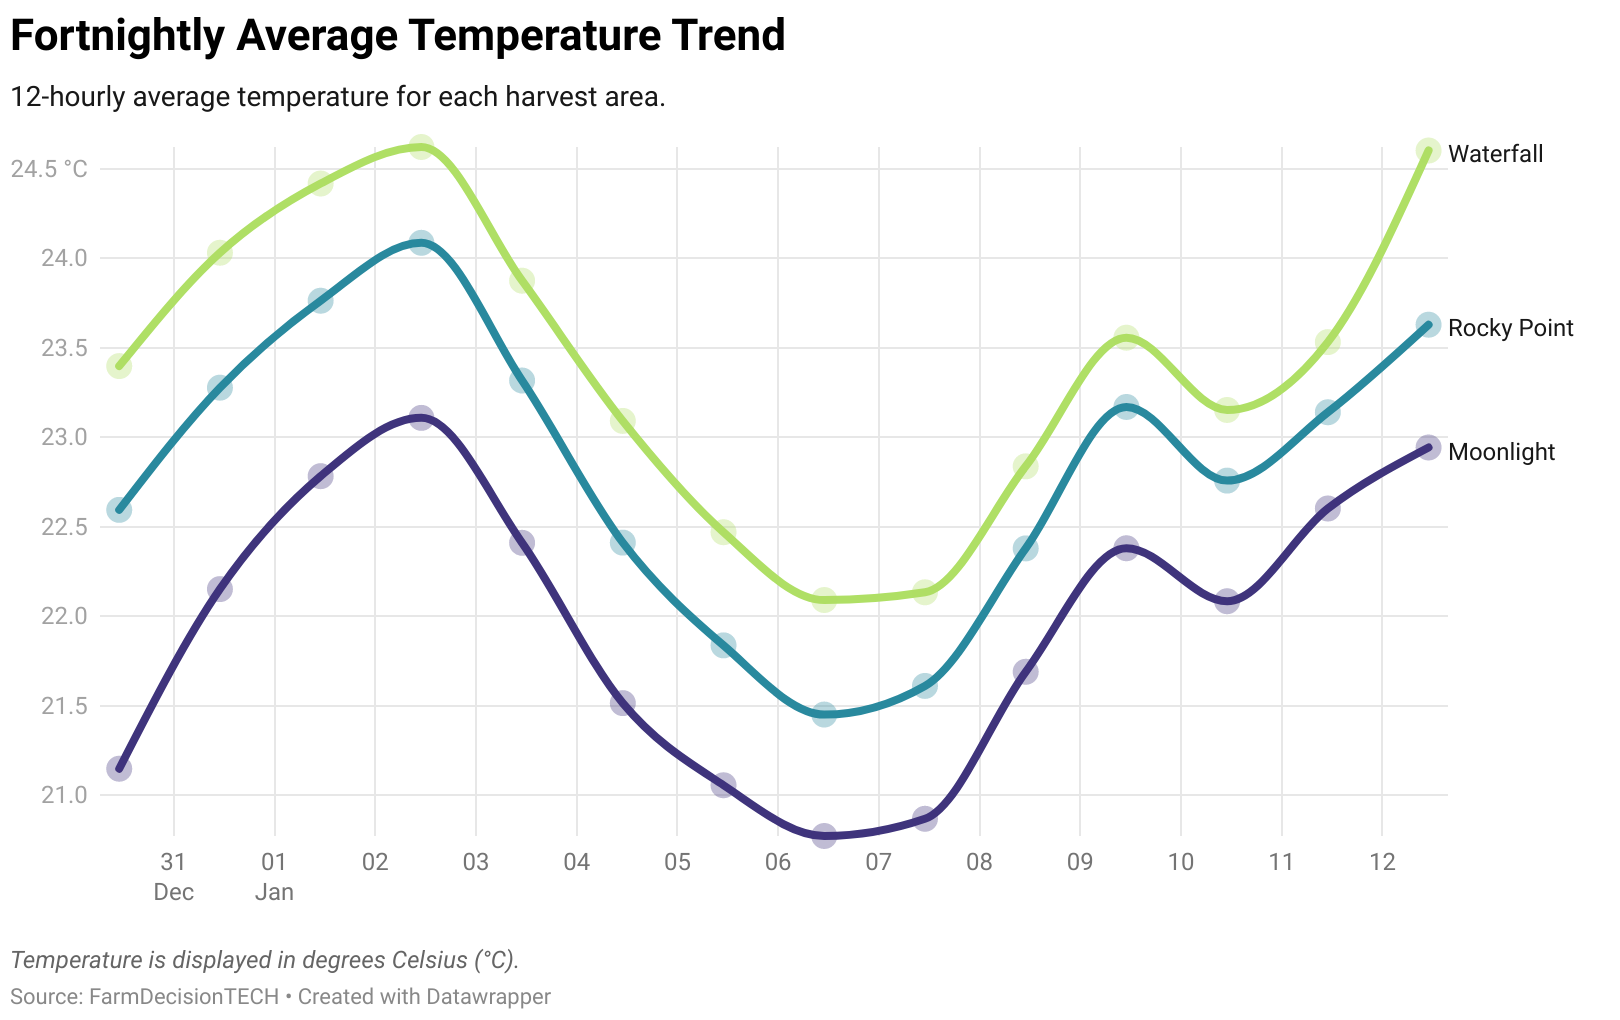 Fortnightly Average Temperature Trend
12-hourly average temperature for each harvest area.
24.5 °C
24.0
23.5
23.0
22.5
22.0
21.5
21.0
Waterfall
Rocky Point
Moonlight
31 01 02 03 04 05 06 07 08 09 10 11 12
Dec Jan
Temperature is displayed in degrees Celsius (°C).
Source: FarmDecisionTECH • Created with Datawrapper